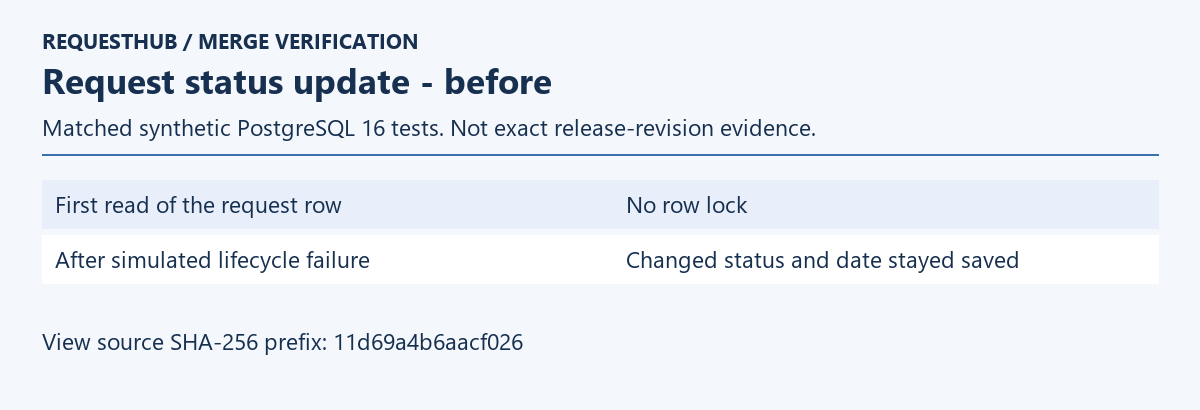 REQUESTHUB / MERGE VERIFICATION
Request status update - before
Matched synthetic PostgreSQL 16 tests. Not exact release-revision evidence.
First read of the request row No row lock
After simulated lifecycle failure Changed status and date stayed saved
View source SHA-256 prefix: 11d69a4b6aacf026